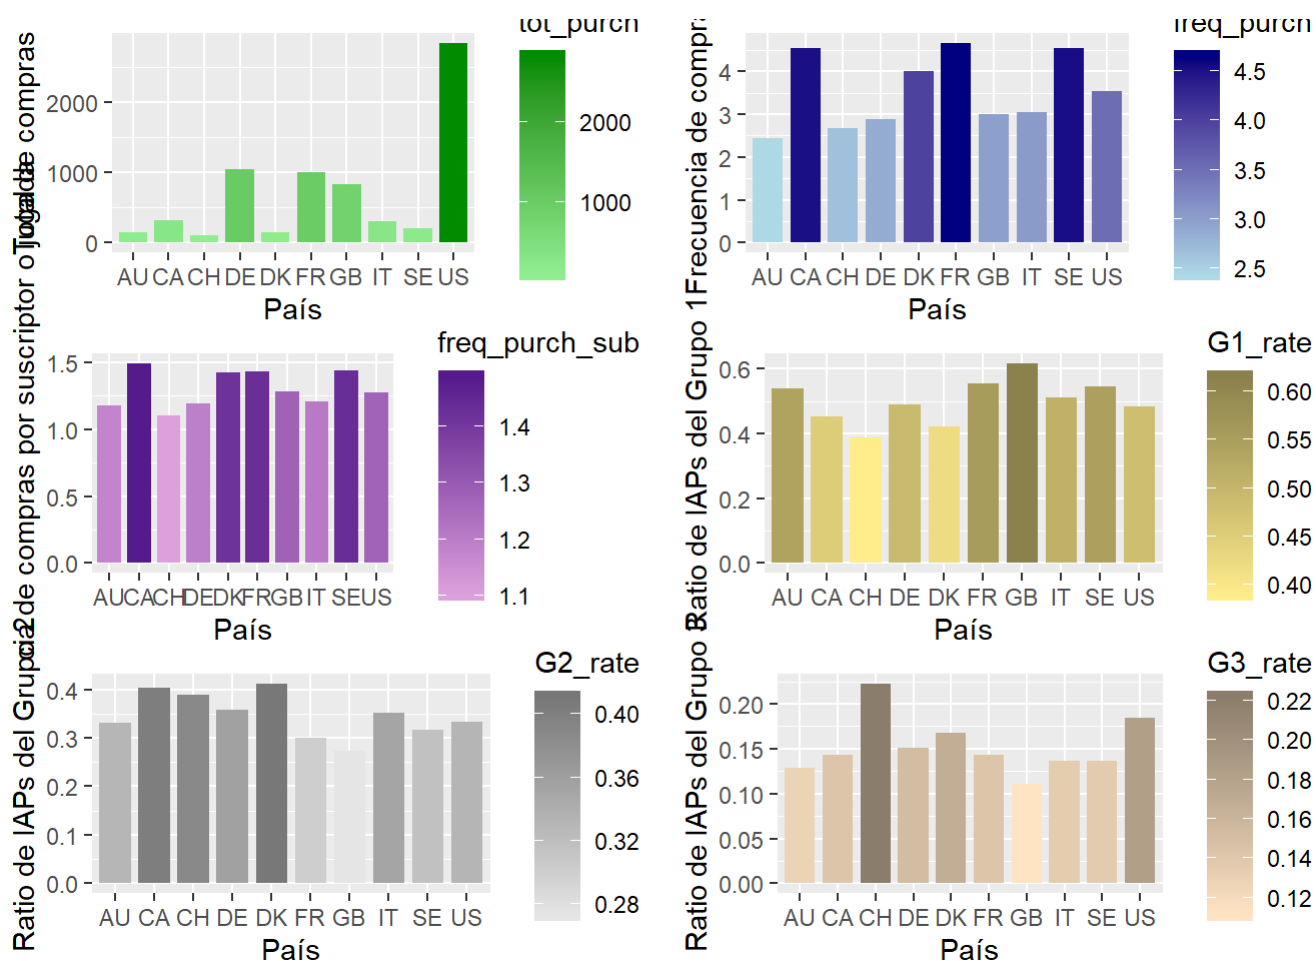 tot_purch
2000
1000
0
de compras
AU CA CH DE DK FR GB IT SE US
País
2000
1000
freq_purch
4
3
2
1
0
Frecuencia de compra
AU CA CH DE DK FR GB IT SE US
País
4.5
4.0
3.5
3.0
2.5
freq_purch_sub
1.5
1.0
0.5
0.0
de compras por suscriptor o
AU CA CH DE DK FR GB IT SE US
País
1.4
1.3
1.2
1.1
G1_rate
0.6
0.4
0.2
0.0
Ratio de IAPs del Grupo 1
AU CA CH DE DK FR GB IT SE US
País
0.60
0.55
0.50
0.45
0.40
G2_rate
0.4
0.3
0.2
0.1
0.0
Ratio de IAPs del
AU CA CH DE DK FR GB IT SE US
País
0.40
0.36
0.32
0.28
G3_rate
0.20
0.15
0.10
0.05
0.00
Ratio de IAPs del Grupo 3
AU CA CH DE DK FR GB IT SE US
País
0.22
0.20
0.18
0.16
0.14
0.12